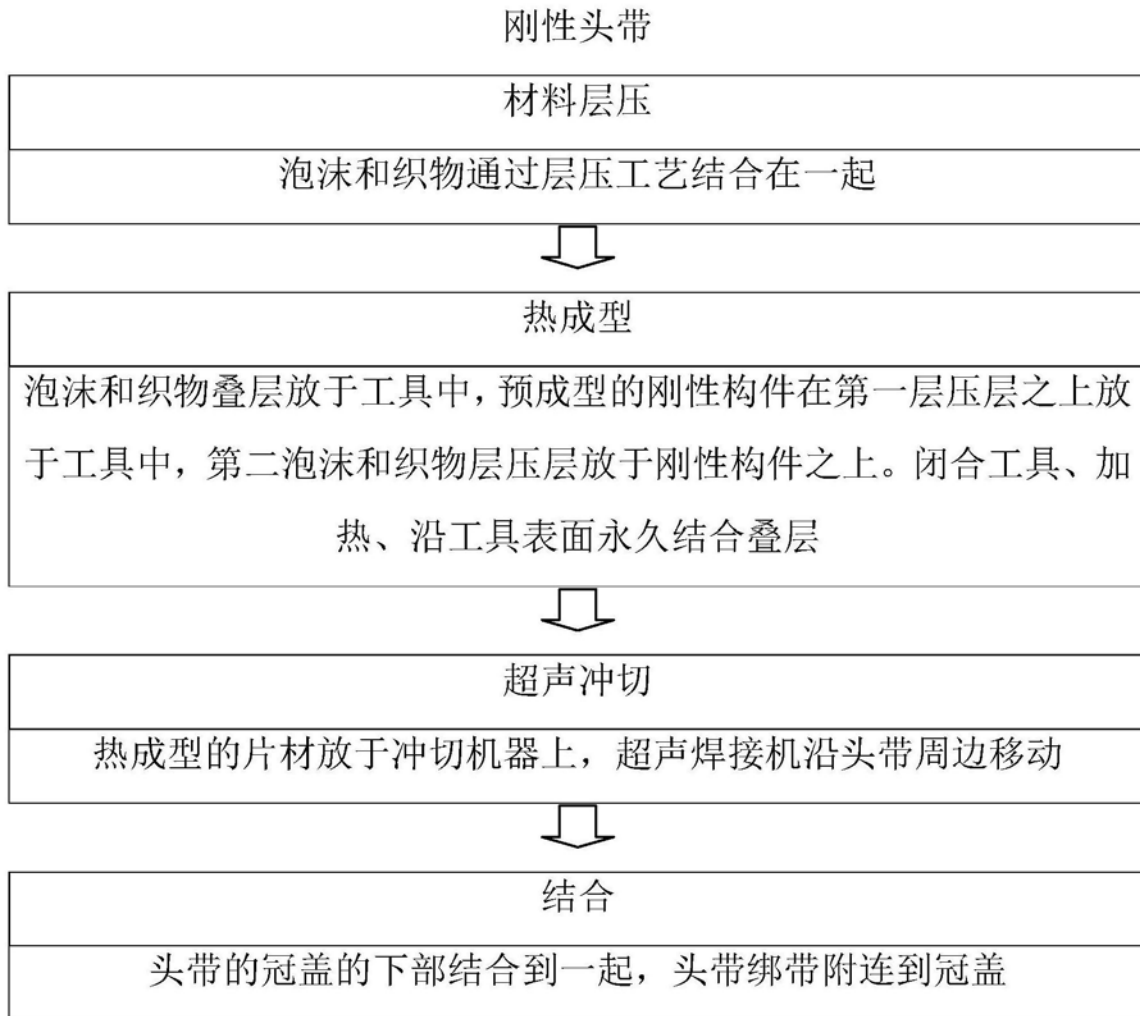 刚性头带
材料层压
泡沫和织物通过层压工艺结合在一起
热成型
泡沫和织物叠层放于工具中，预成型的刚性构件在第一层压层之上放
于工具中，第二泡沫和织物层压层放于刚性构件之上。闭合工具、加
热、沿工具表面永久结合叠层
超声冲切
热成型的片材放于冲切机器上，超声焊接机沿头带周边移动
结合
头带的冠盖的下部结合到一起，头带绑带附连到冠盖